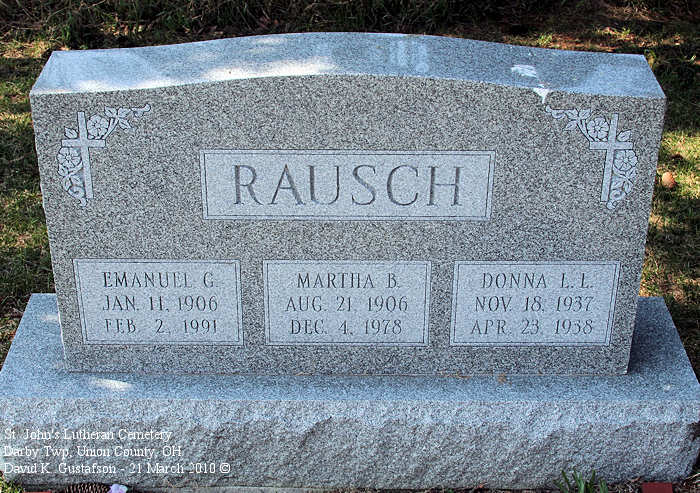 RAUSCH
EMANUEL G.
JAN. 11, 1906
FEB. 2, 1991
MARTHA B.
AUG. 21, 1906
DEC. 4, 1978
DONNA L. L.
NOV. 18, 1937
APR. 23, 1938
St. John's Lutheran Cemetery
Darby Twp, Union County, OH
David K. Gustafson - 21 March 2010 ©